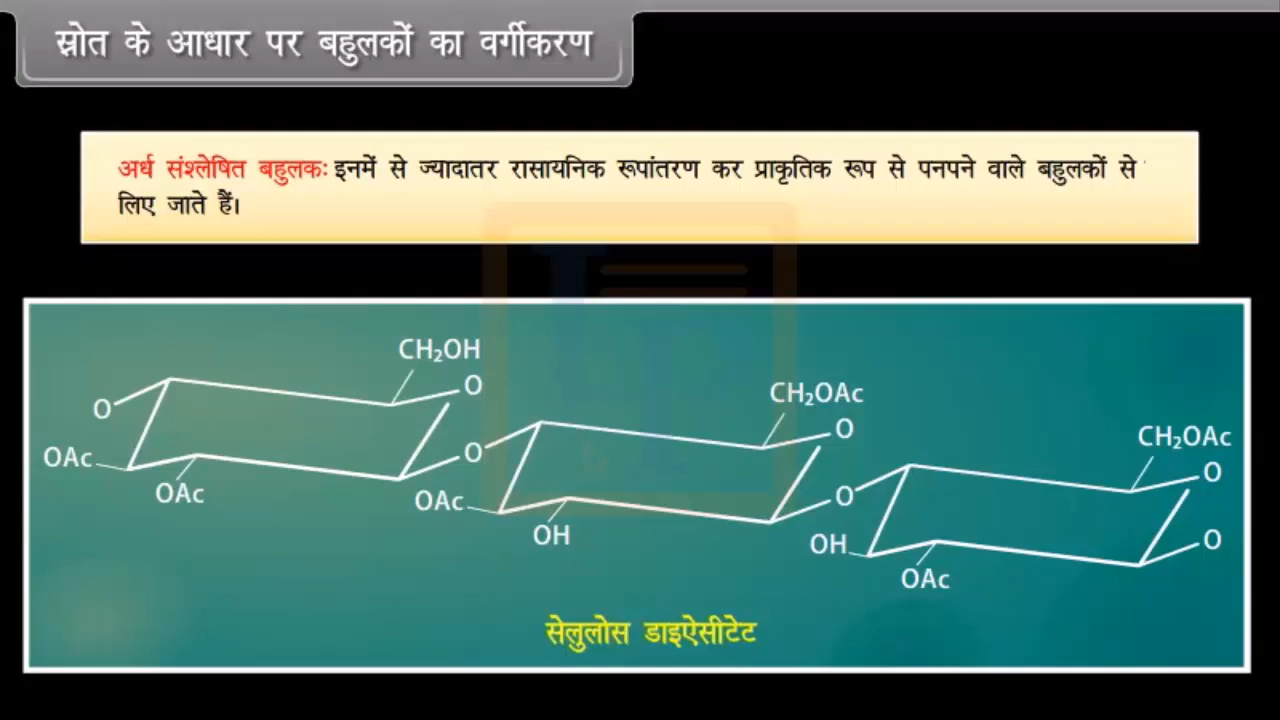 स्रोत के आधार पर बहुलकों का वर्गीकरण
अर्ध संश्लेषित बहुलक: इनमें से ज्यादातर रासायनिक रूपांतरण कर प्राकृतिक रूप से पनपने वाले बहुलकों से
लिए जाते हैं।
CH₂OH
O
O
OAc
OAc
O
CH₂OAc
O
OAc
OH
O
CH₂OAc
O
OH
OAc
O
सेलुलोस डाइऐसीटेट